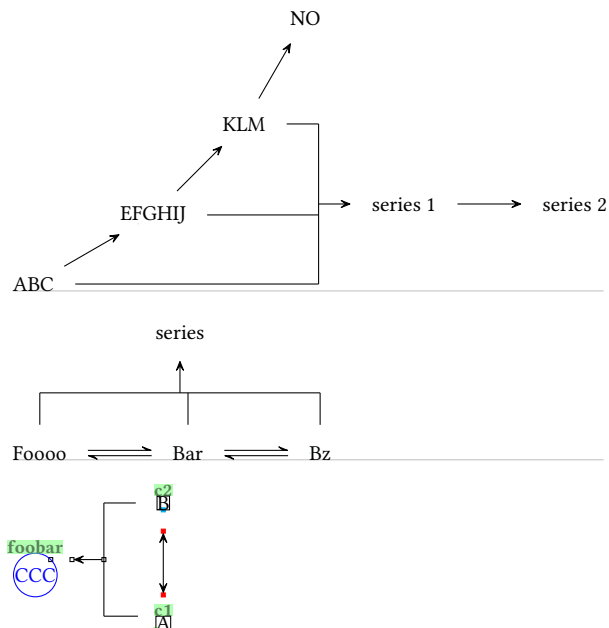 NO
KLM
EFGHIJ
series 1 series 2
ABC
series
Foooo Bar Bz
c2
B
foobar
CCC
c1
A